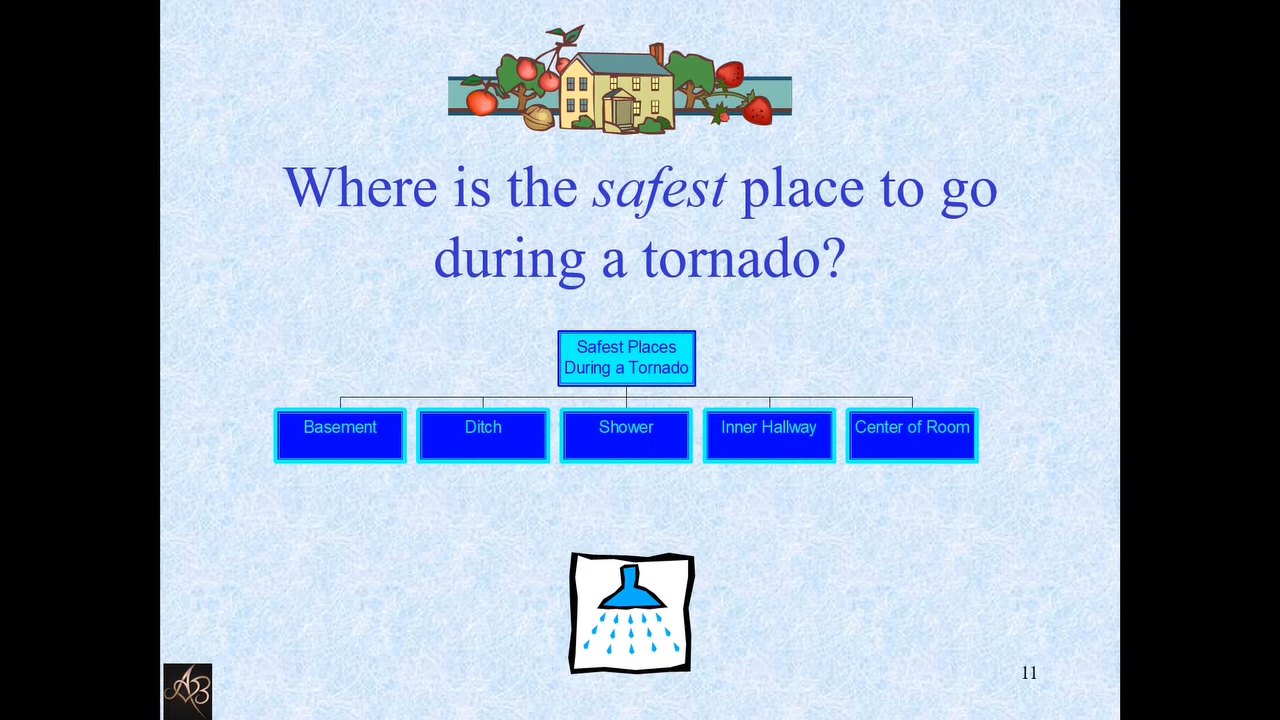 Where is the safest place to go
during a tornado?
Safest Places
During a Tornado
Basement
Ditch
Shower
Inner Hallway
Center of Room
11